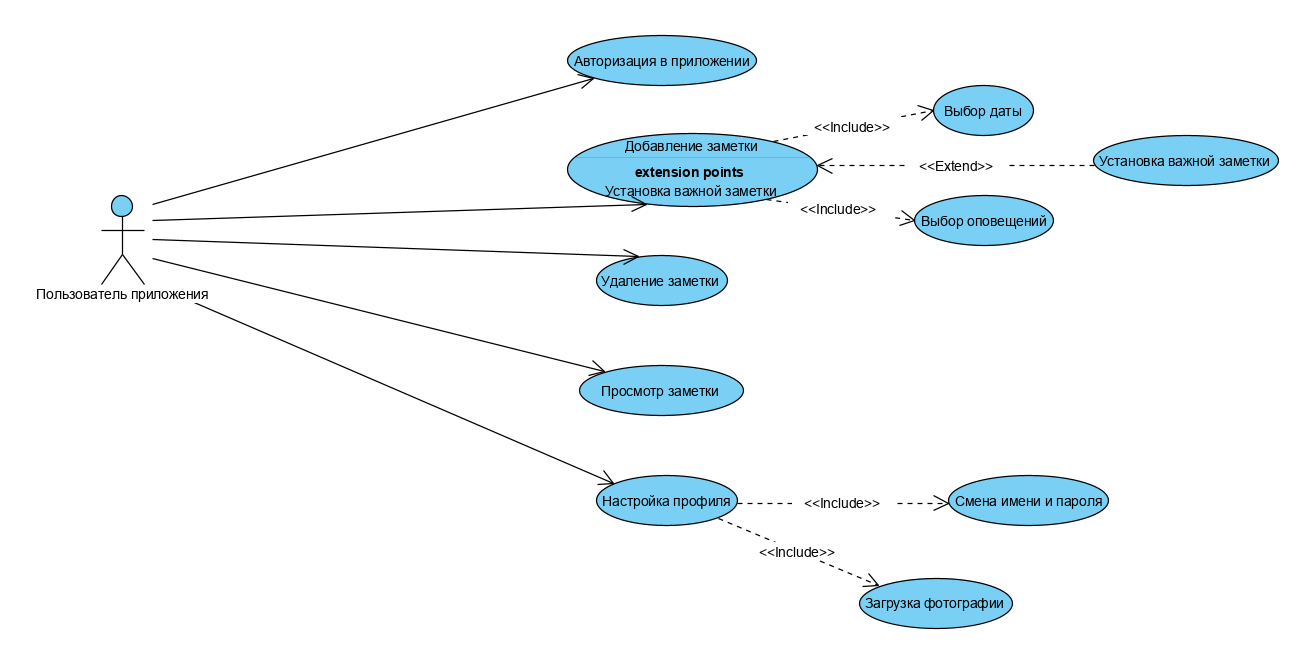 Авторизация в приложении
Выбор даты
<<Include>>
Добавление заметки
extension points
Установка важной заметки
<<Extend>>
Установка важной заметки
<<Include>>
Выбор оповещений
Удаление заметки
Пользователь приложения
Просмотр заметки
Настройка профиля
<<Include>>
Смена имени и пароля
<<Include>>
Загрузка фотографии